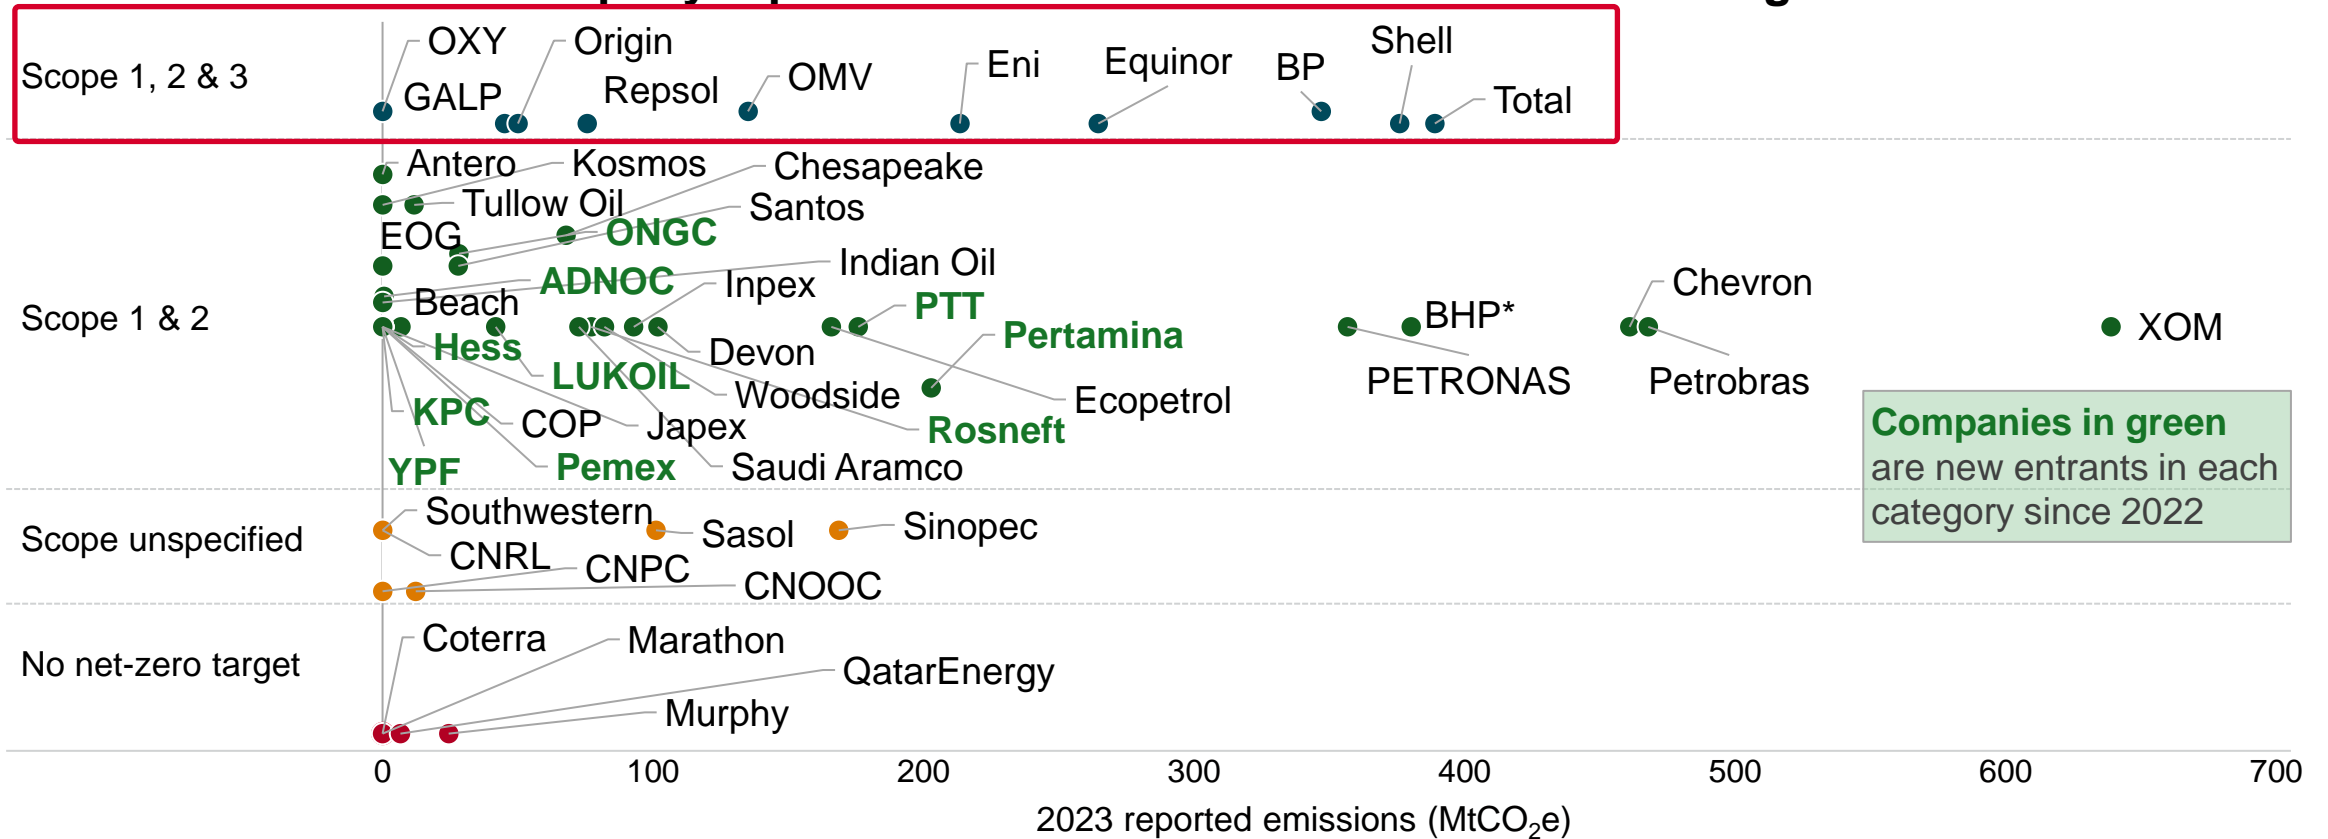 OXY
Origin
Shell
Eni
Equinor
BP
Scope 1, 2 & 3
OMV
GALP
Repsol
Total
Antero
Kosmos
Chesapeake
Tullow Oil
Santos
EOG
ONGC
Indian Oil
ADNOC
Inpex
Chevron
Beach
PTT
BHP*
Scope 1 & 2
Pertamina
XOM
Hess
Devon
LUKOIL
PETRONAS
Petrobras
Woodside
Ecopetrol
KPC
COP
Japex
Rosneft
Companies in green
are new entrants in each
category since 2022
YPF
Pemex
Saudi Aramco
Southwestern
Sasol
Sinopec
Scope unspecified
CNRL
CNPC
CNOOC
Coterra
Marathon
No net-zero target
QatarEnergy
Murphy
0 100 200 300 400 500 600 700
2023 reported emissions (MtCO₂e)